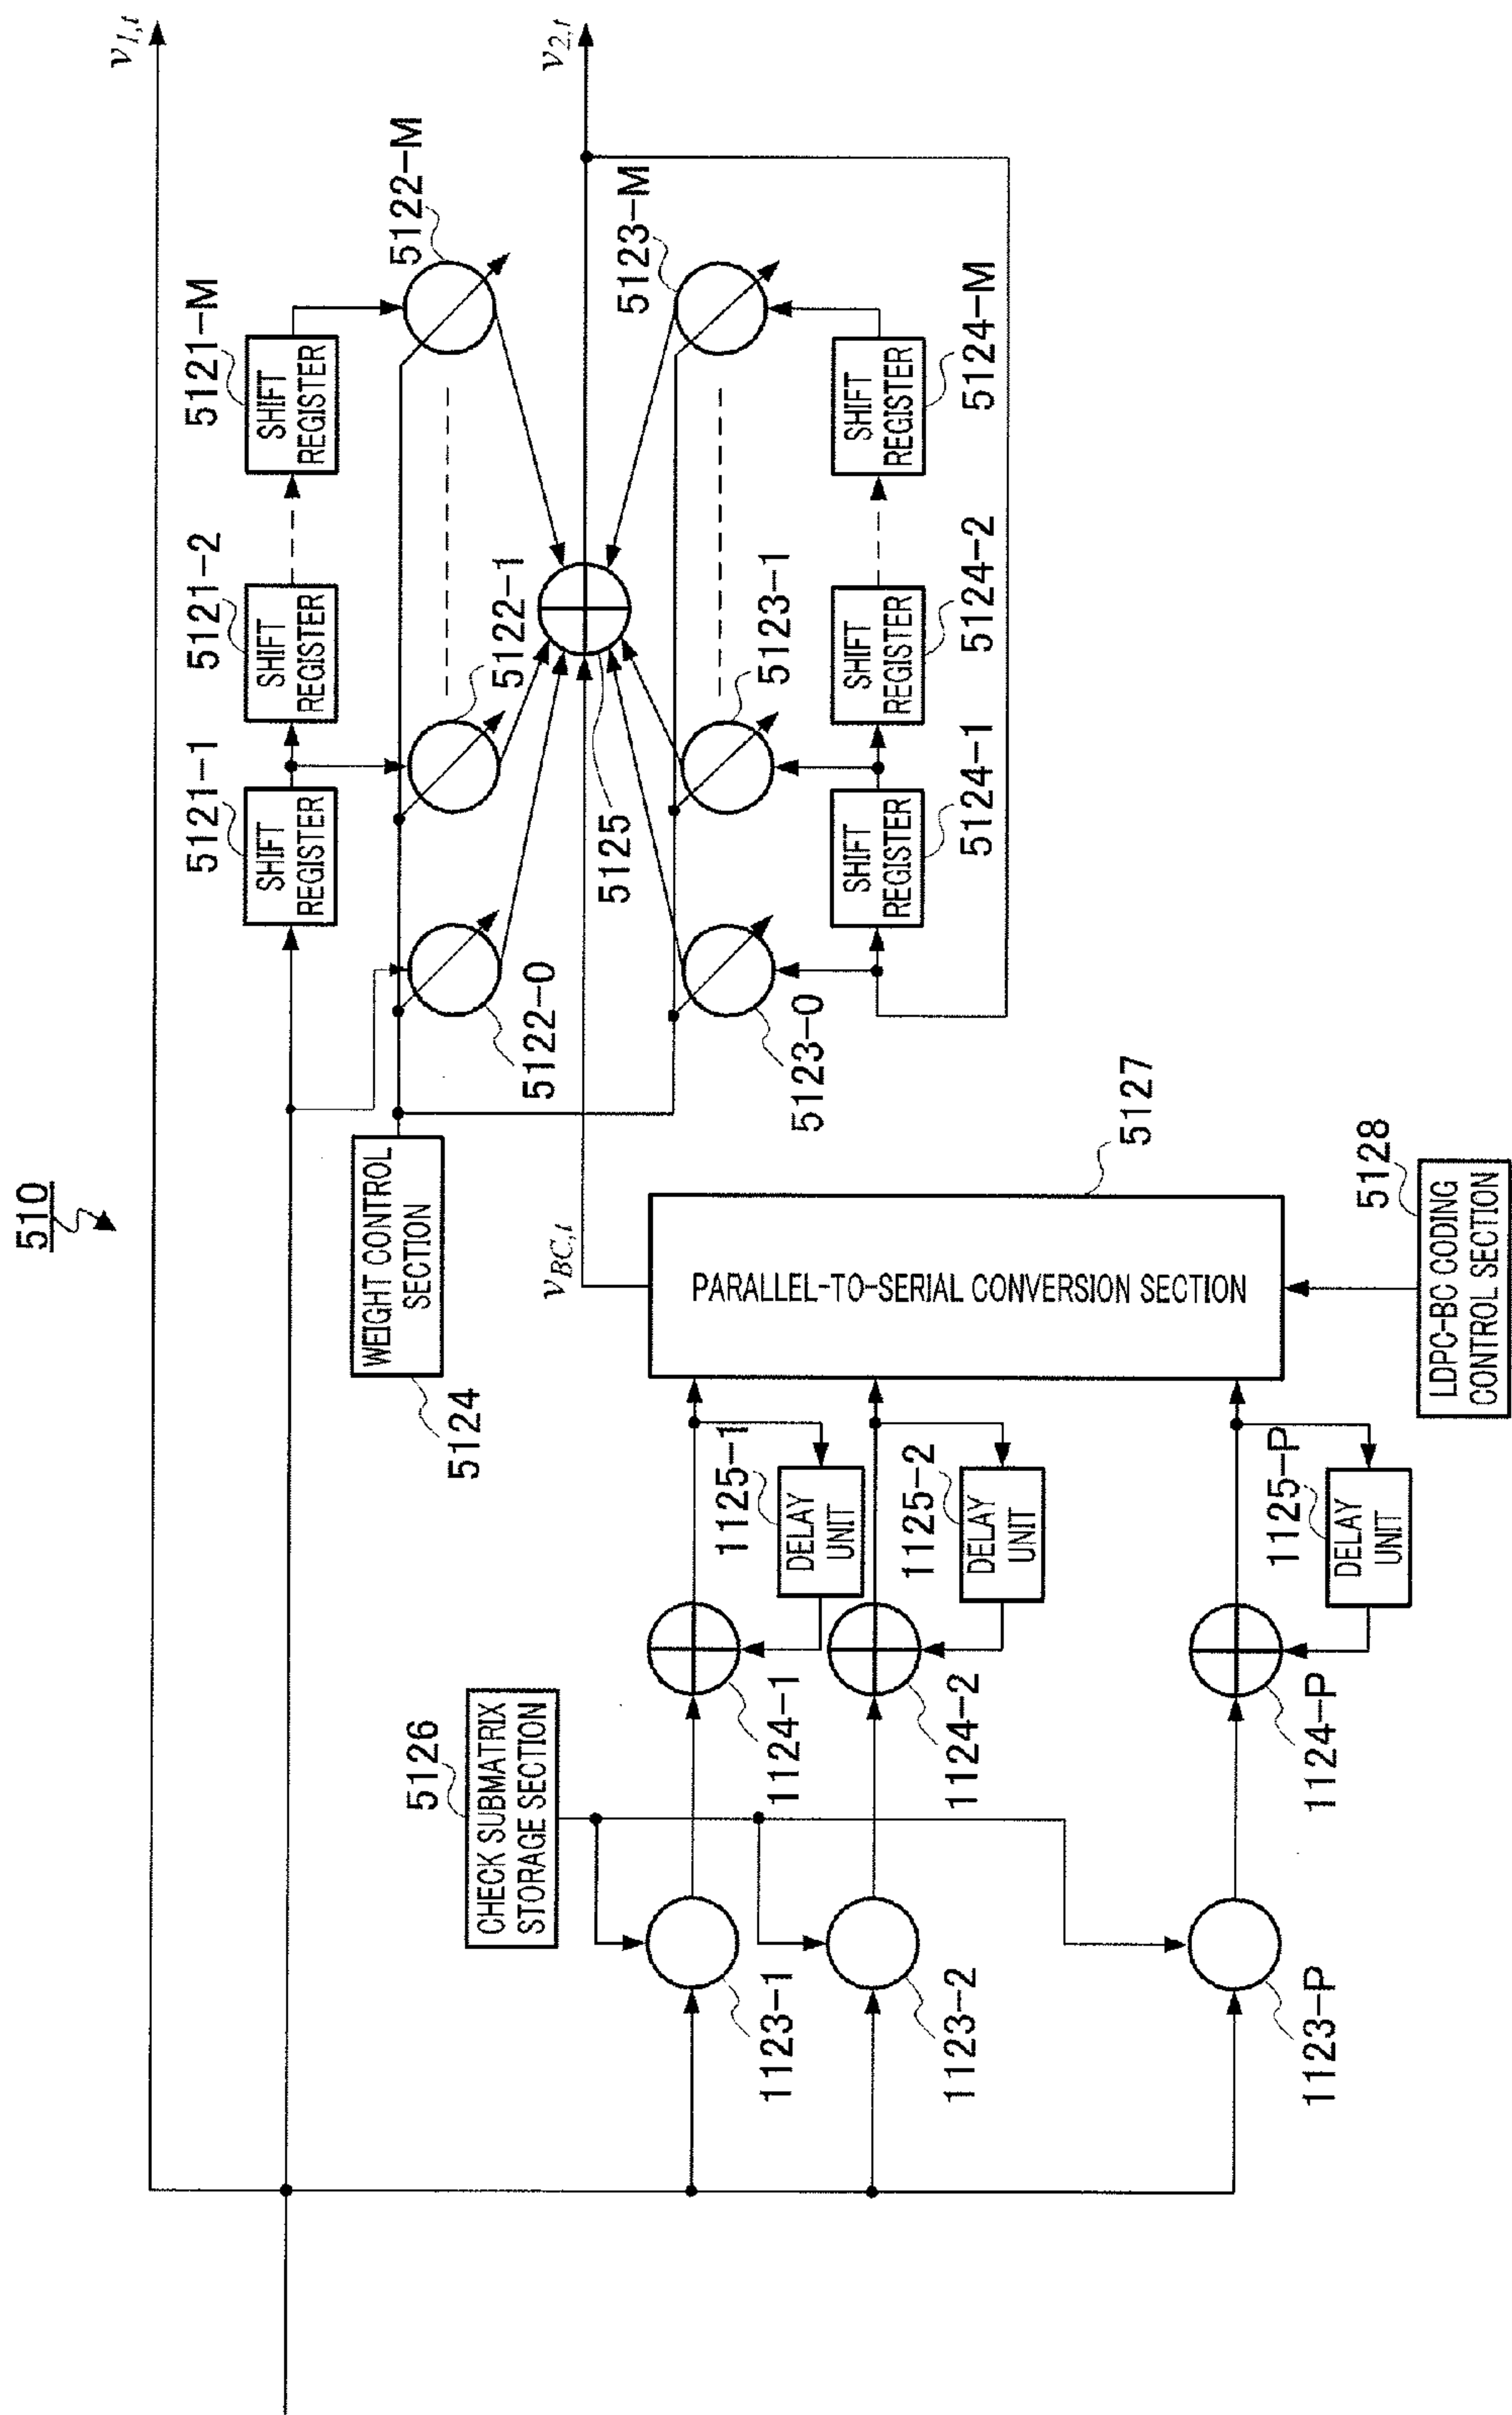 510
v1,t
5121-1
5121-2
5121-M
SHIFT
REGISTER
SHIFT
REGISTER
SHIFT
REGISTER
WEIGHT CONTROL
SECTION
5124
5122-0
5122-1
5122-M
v2,t
vBC,t
5125
5123-0
5123-1
5123-M
SHIFT
REGISTER
SHIFT
REGISTER
SHIFT
REGISTER
5124-1
5124-2
5124-M
5126
CHECK SUBMATRIX
STORAGE SECTION
1123-1
1124-1
1125-1
DELAY
UNIT
1123-2
1124-2
1125-2
DELAY
UNIT
1123-P
1124-P
1125-P
DELAY
UNIT
PARALLEL-TO-SERIAL CONVERSION SECTION
5127
5128
LDPC-BC CODING
CONTROL SECTION